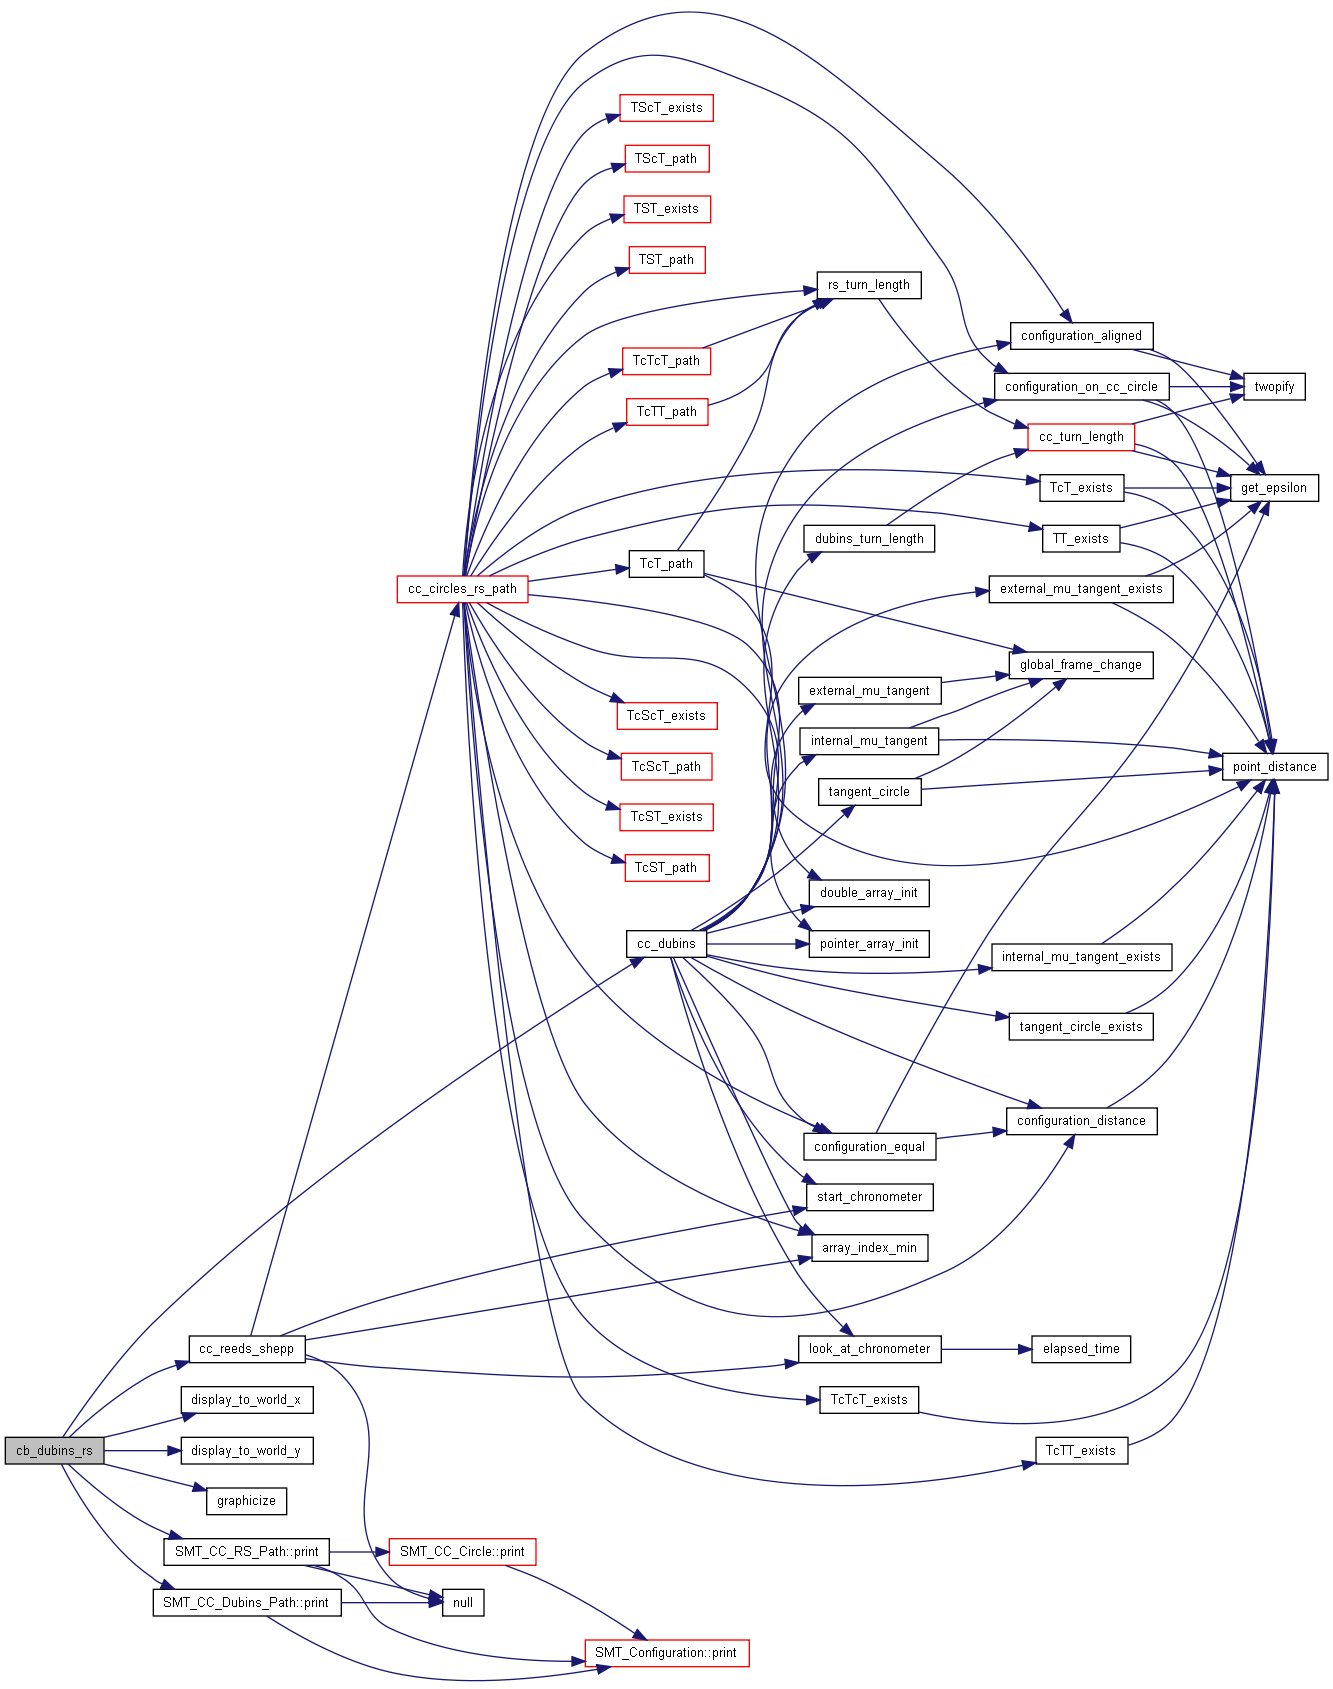 TScT_exists
TScT_path
TST_exists
TST_path
rs_turn_length
configuration_aligned
TcTcT_path
configuration_on_cc_circle
twopify
TcTT_path
cc_turn_length
TcT_exists
get_epsilon
dubins_turn_length
TT_exists
TcT_path
cc_circles_rs_path
external_mu_tangent_exists
global_frame_change
external_mu_tangent
TcScT_exists
internal_mu_tangent
TcScT_path
point_distance
tangent_circle
TcST_exists
TcST_path
double_array_init
cc_dubins
pointer_array_init
internal_mu_tangent_exists
tangent_circle_exists
configuration_distance
configuration_equal
start_chronometer
array_index_min
cc_reeds_shepp
look_at_chronometer
elapsed_time
display_to_world_x
TcTcT_exists
cb_dubins_rs
display_to_world_y
TcTT_exists
graphicize
SMT_CC_RS_Path::print
SMT_CC_Circle::print
SMT_CC_Dubins_Path::print
null
SMT_Configuration::print